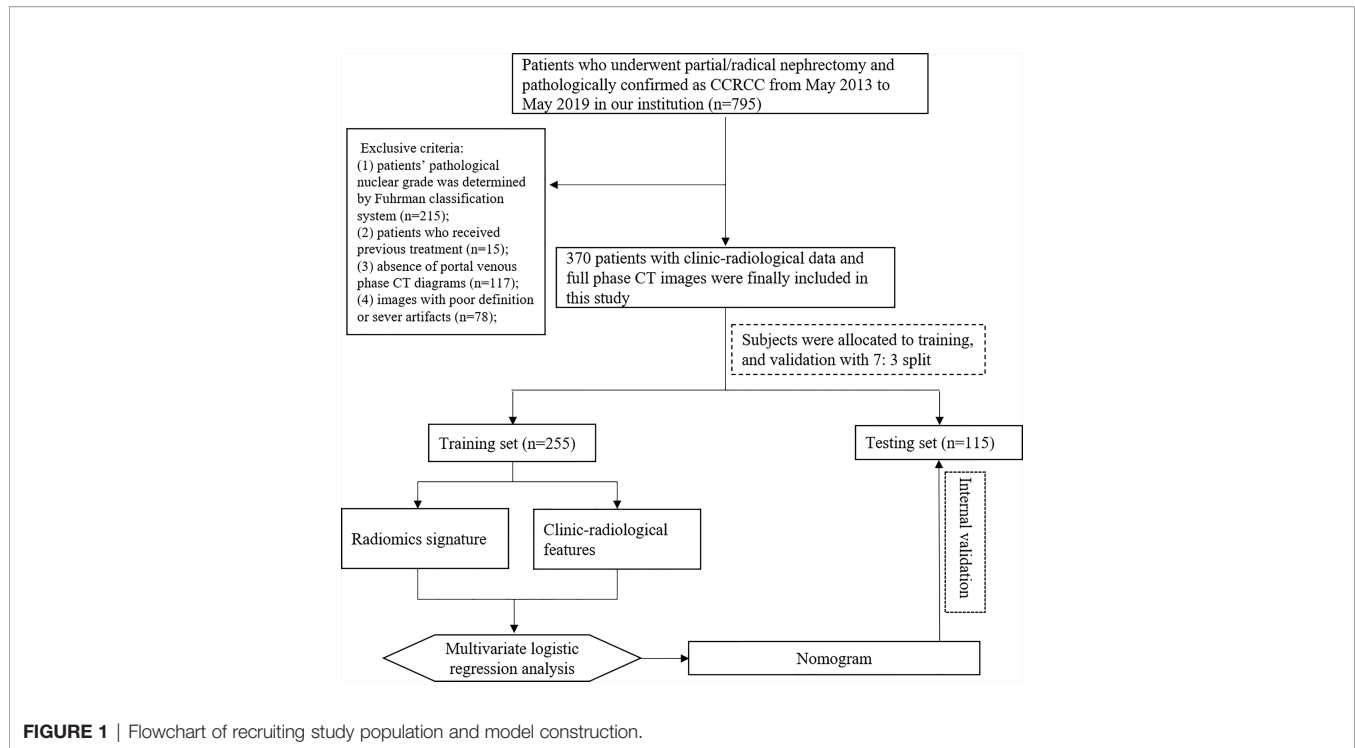 Patients who underwent partial/radical nephrectomy and
pathologically confirmed as CCRCC from May 2013 to
May 2019 in our institution (n=795)
Exclusive criteria:
(1) patients' pathological
nuclear grade was determined
by Fuhrman classification
system (n=215);
(2) patients who received
previous treatment (n=15);
(3) absence of portal venous
phase CT diagrams (n=117);
(4) images with poor definition
or sever artifacts (n=78);
370 patients with clinic-radiological data and
full phase CT images were finally included in
this study
Subjects were allocated to training,
and validation with 7: 3 split
Training set (n=255)
Testing set (n=115)
Radiomics signature
Clinic-radiological
features
Internal validation
Multivariate logistic
regression analysis
Nomogram
FIGURE 1 | Flowchart of recruiting study population and model construction.